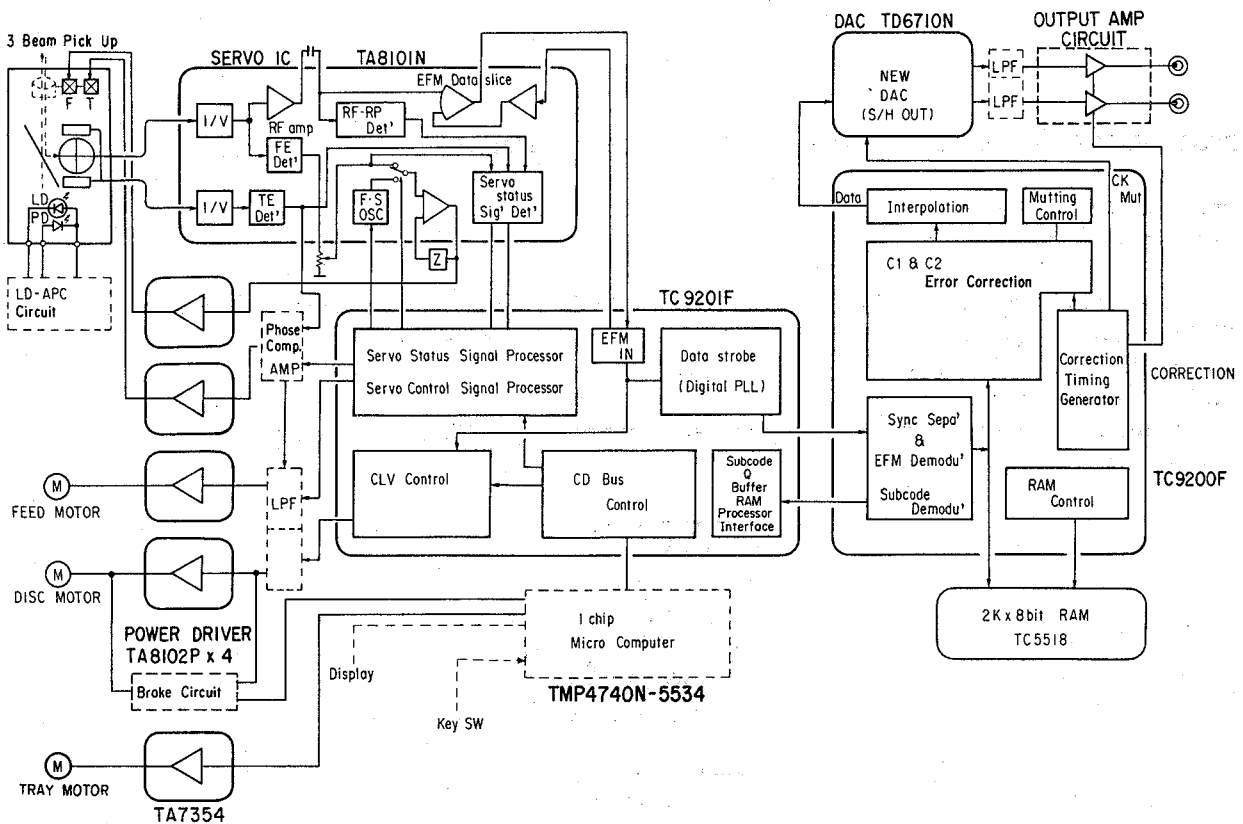 3 Beam Pick Up
F T
LD
PD
LD-APC
Circuit
SERVO IC TA8101N
I/V
RF amp
FE
Det'
I/V
TE
Det'
RF-RP
Det'
EFM Data slice
F·S
OSC
Servo
status
Sig' Det'
Z
Phase
Comp.
AMP
LPF
TC9201F
Servo Status Signal Processor
Servo Control Signal Processor
EFM
IN
Data strobe
(Digital PLL)
CLV Control
CD Bus
Control
Subcode
Q
Buffer
RAM
Processor
Interface
M
FEED MOTOR
M
DISC MOTOR
POWER DRIVER
TA8102P x 4
Broke Circuit
Display
Key SW
1 chip
Micro Computer
TMP4740N-5534
M
TRAY MOTOR
TA7354
DAC TD6710N
NEW
DAC
(S/H OUT)
LPF
LPF
OUTPUT AMP
CIRCUIT
Data
Interpolation
Mutting
Control
CK
Mut
C1 & C2
Error Correction
Correction
Timing
Generator
CORRECTION
Sync Sepa'
&
EFM Demodu'
Subcode
Demodu'
RAM
Control
TC9200F
2K x 8bit RAM
TC5518